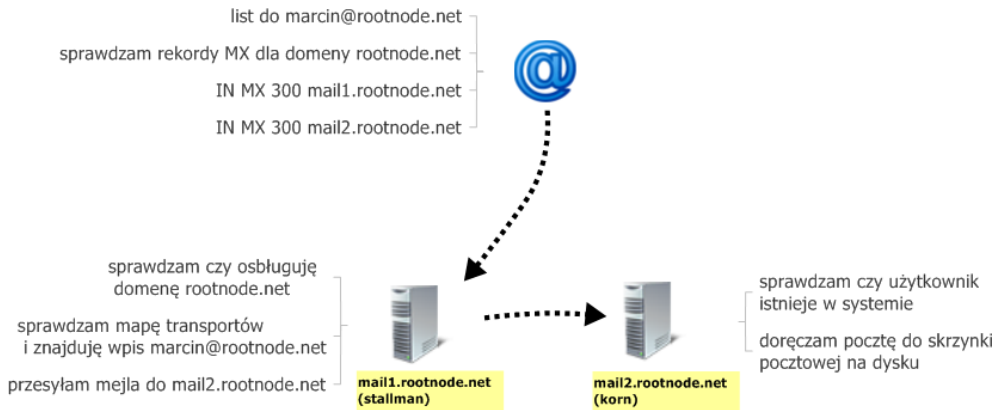 list do marcin@rootnode.net
sprawdzam rekordy MX dla domeny rootnode.net
IN MX 300 mail1.rootnode.net
IN MX 300 mail2.rootnode.net
@
sprawdzam czy osbługuję
domenę rootnode.net
sprawdzam mapę transportów
i znajduję wpis marcin@rootnode.net
przesyłam mejla do mail2.rootnode.net
mail1.rootnode.net
(stallman)
mail2.rootnode.net
(korn)
sprawdzam czy użytkownik
istnieje w systemie
doręczam pocztę do skrzynki
pocztowej na dysku